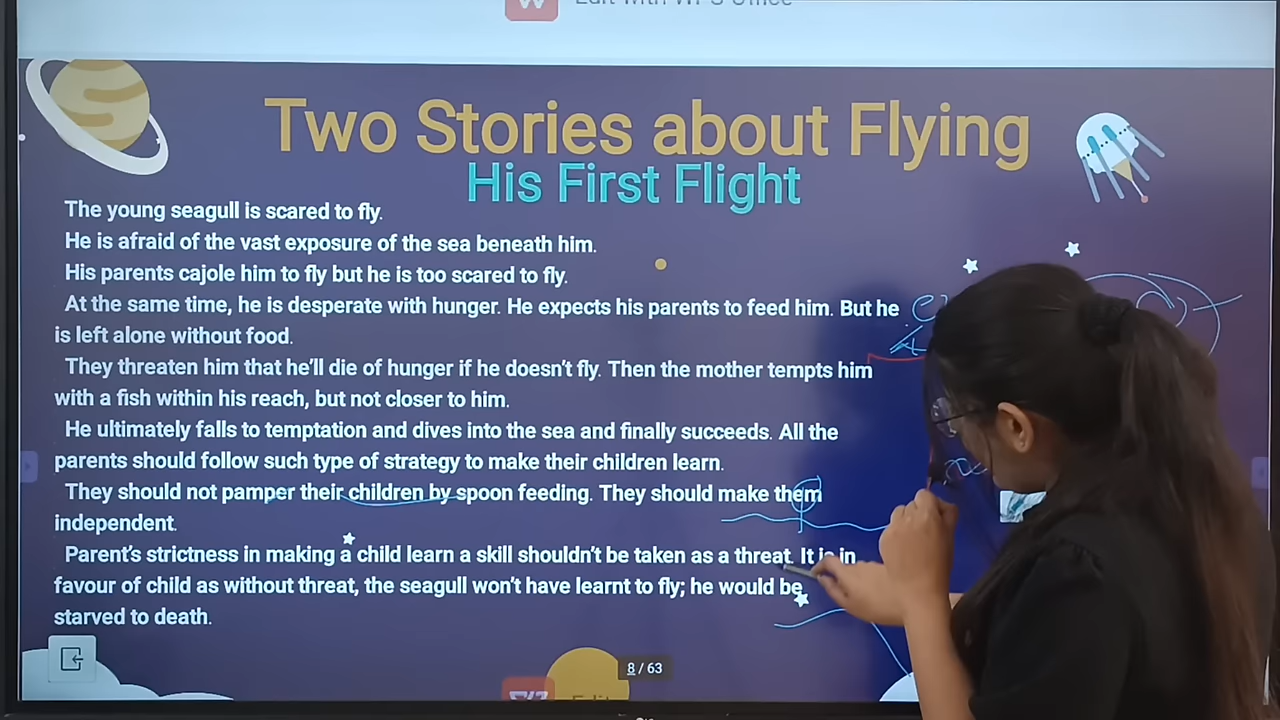 Edit with WPS Office
Two Stories about Flying
His First Flight
The young seagull is scared to fly.
He is afraid of the vast exposure of the sea beneath him.
His parents cajole him to fly but he is too scared to fly.
At the same time, he is desperate with hunger. He expects his parents to feed him. But he
is left alone without food.
They threaten him that he'll die of hunger if he doesn't fly. Then the mother tempts him
with a fish within his reach, but not closer to him.
He ultimately falls to temptation and dives into the sea and finally succeeds. All the
parents should follow such type of strategy to make their children learn.
They should not pamper their children by spoon feeding. They should make them
independent.
Parent's strictness in making a child learn a skill shouldn't be taken as a threat. It is in
favour of child as without threat, the seagull won't have learnt to fly; he would be
starved to death.
8 / 63
Edit